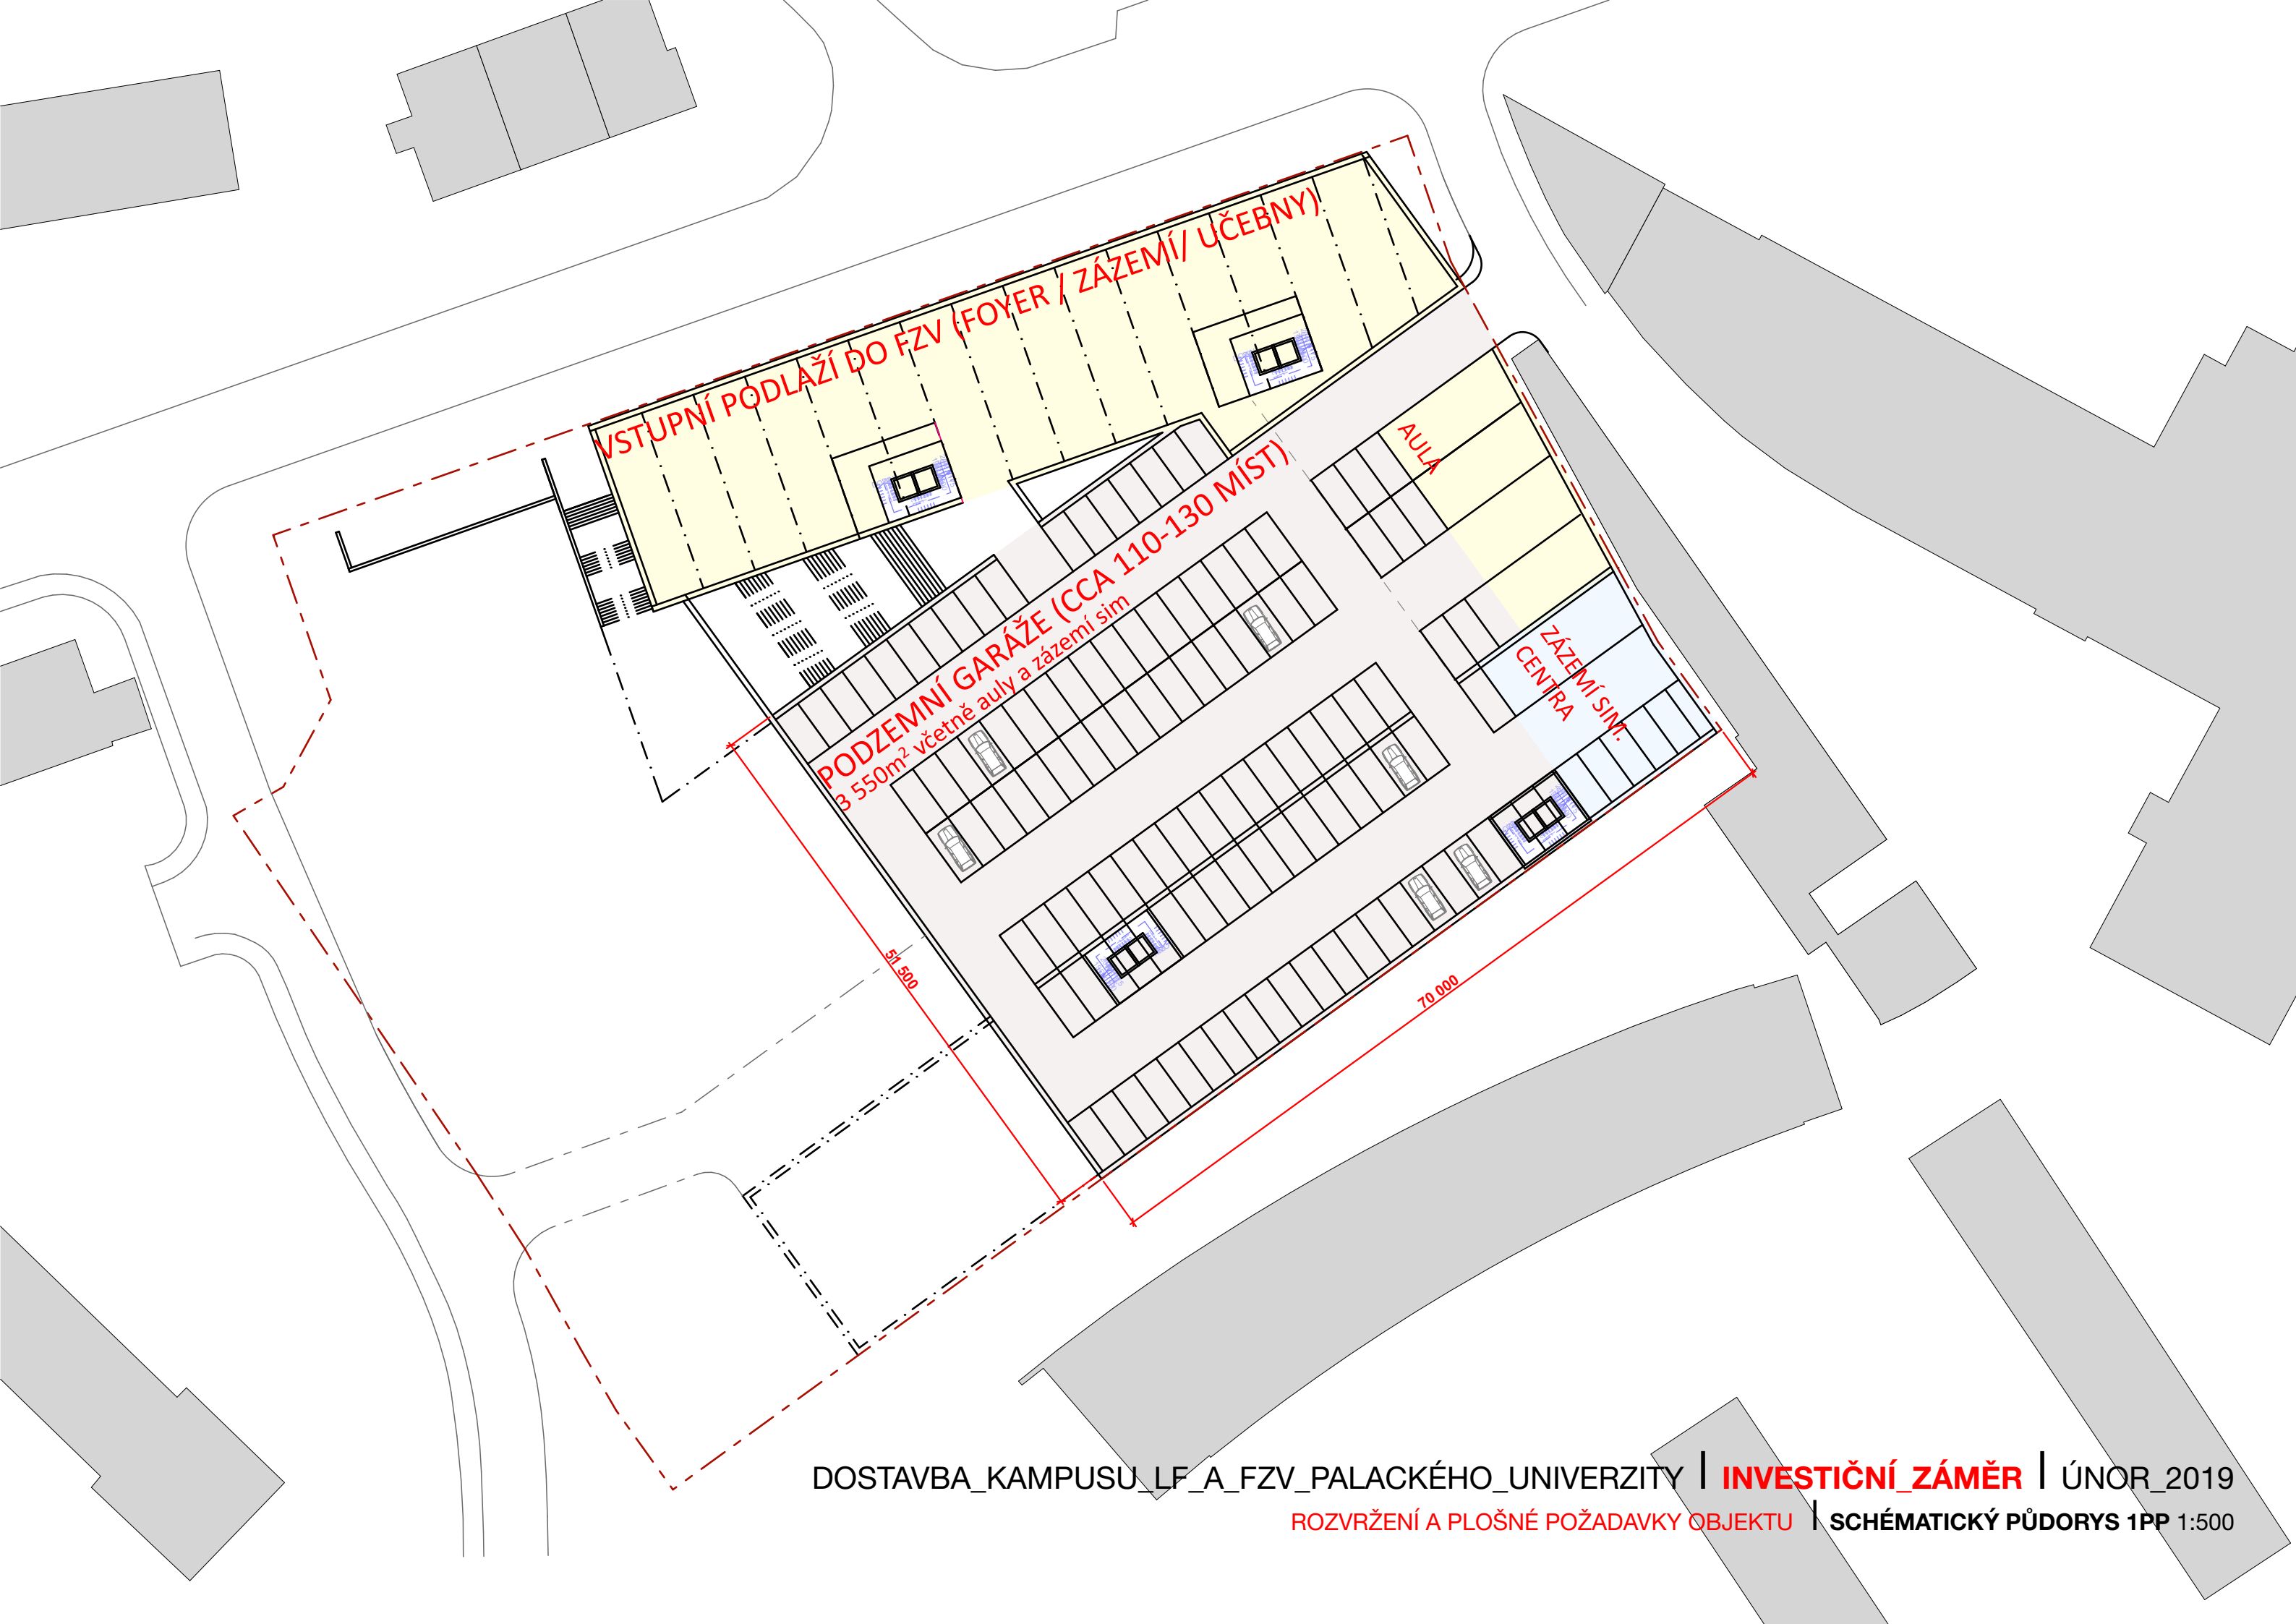 VSTUPNÍ PODLAŽÍ DO FZV (FOYER / ZÁZEMÍ/ UČEBNY)
AULA
PODZEMNÍ GARÁŽE (CCA 110-130 MÍST)
3 550m² včetně auly a zázemí sim
ZÁZEMÍ SIM.
CENTRA
51 500
70 000
DOSTAVBA_KAMPUSU_LF_A_FZV_PALACKÉHO_UNIVERZITY | INVESTIČNÍ_ZÁMĚR | ÚNOR_2019
ROZVRŽENÍ A PLOŠNÉ POŽADAVKY OBJEKTU | SCHÉMATICKÝ PŮDORYS 1PP 1:500